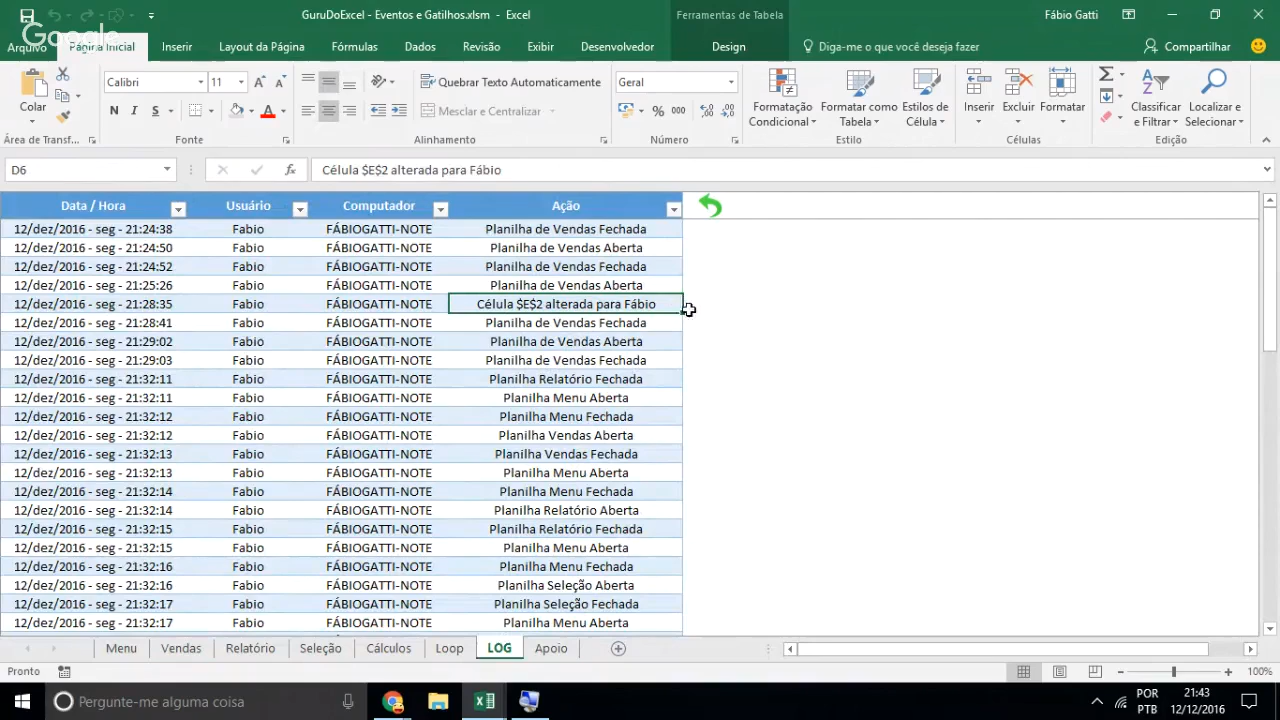 GuruDoExcel - Eventos e Gatilhos.xlsm - Excel
Ferramentas de Tabela
Fábio Gatti
Google
Arquivo Página Inicial Inserir Layout da Página Fórmulas Dados Revisão Exibir Desenvolvedor Design Diga-me o que você deseja fazer Compartilhar
Colar
Calibri 11
Quebrar Texto Automaticamente
Geral
N I S
Mesclar e Centralizar
% 000
Formatação Condicional
Formatar como Tabela
Estilos de Célula
Inserir Excluir Formatar
Classificar e Filtrar
Localizar e Selecionar
Área de Transf... Fonte Alinhamento Número Estilo Células Edição
D6 fx Célula $E$2 alterada para Fábio
Data / Hora Usuário Computador Ação
12/dez/2016 - seg - 21:24:38 Fabio FÁBIOGATTI-NOTE Planilha de Vendas Fechada
12/dez/2016 - seg - 21:24:50 Fabio FÁBIOGATTI-NOTE Planilha de Vendas Aberta
12/dez/2016 - seg - 21:24:52 Fabio FÁBIOGATTI-NOTE Planilha de Vendas Fechada
12/dez/2016 - seg - 21:25:26 Fabio FÁBIOGATTI-NOTE Planilha de Vendas Aberta
12/dez/2016 - seg - 21:28:35 Fabio FÁBIOGATTI-NOTE Célula $E$2 alterada para Fábio
12/dez/2016 - seg - 21:28:41 Fabio FÁBIOGATTI-NOTE Planilha de Vendas Fechada
12/dez/2016 - seg - 21:29:02 Fabio FÁBIOGATTI-NOTE Planilha de Vendas Aberta
12/dez/2016 - seg - 21:29:03 Fabio FÁBIOGATTI-NOTE Planilha de Vendas Fechada
12/dez/2016 - seg - 21:32:11 Fabio FÁBIOGATTI-NOTE Planilha Relatório Fechada
12/dez/2016 - seg - 21:32:11 Fabio FÁBIOGATTI-NOTE Planilha Menu Aberta
12/dez/2016 - seg - 21:32:12 Fabio FÁBIOGATTI-NOTE Planilha Menu Fechada
12/dez/2016 - seg - 21:32:12 Fabio FÁBIOGATTI-NOTE Planilha Vendas Aberta
12/dez/2016 - seg - 21:32:13 Fabio FÁBIOGATTI-NOTE Planilha Vendas Fechada
12/dez/2016 - seg - 21:32:13 Fabio FÁBIOGATTI-NOTE Planilha Menu Aberta
12/dez/2016 - seg - 21:32:14 Fabio FÁBIOGATTI-NOTE Planilha Menu Fechada
12/dez/2016 - seg - 21:32:14 Fabio FÁBIOGATTI-NOTE Planilha Relatório Aberta
12/dez/2016 - seg - 21:32:15 Fabio FÁBIOGATTI-NOTE Planilha Relatório Fechada
12/dez/2016 - seg - 21:32:15 Fabio FÁBIOGATTI-NOTE Planilha Menu Aberta
12/dez/2016 - seg - 21:32:16 Fabio FÁBIOGATTI-NOTE Planilha Menu Fechada
12/dez/2016 - seg - 21:32:16 Fabio FÁBIOGATTI-NOTE Planilha Seleção Aberta
12/dez/2016 - seg - 21:32:17 Fabio FÁBIOGATTI-NOTE Planilha Seleção Fechada
12/dez/2016 - seg - 21:32:17 Fabio FÁBIOGATTI-NOTE Planilha Menu Aberta
Menu Vendas Relatório Seleção Cálculos Loop LOG Apoio
Pronto 100%
Pergunte-me alguma coisa
POR 21:43
PTB 12/12/2016